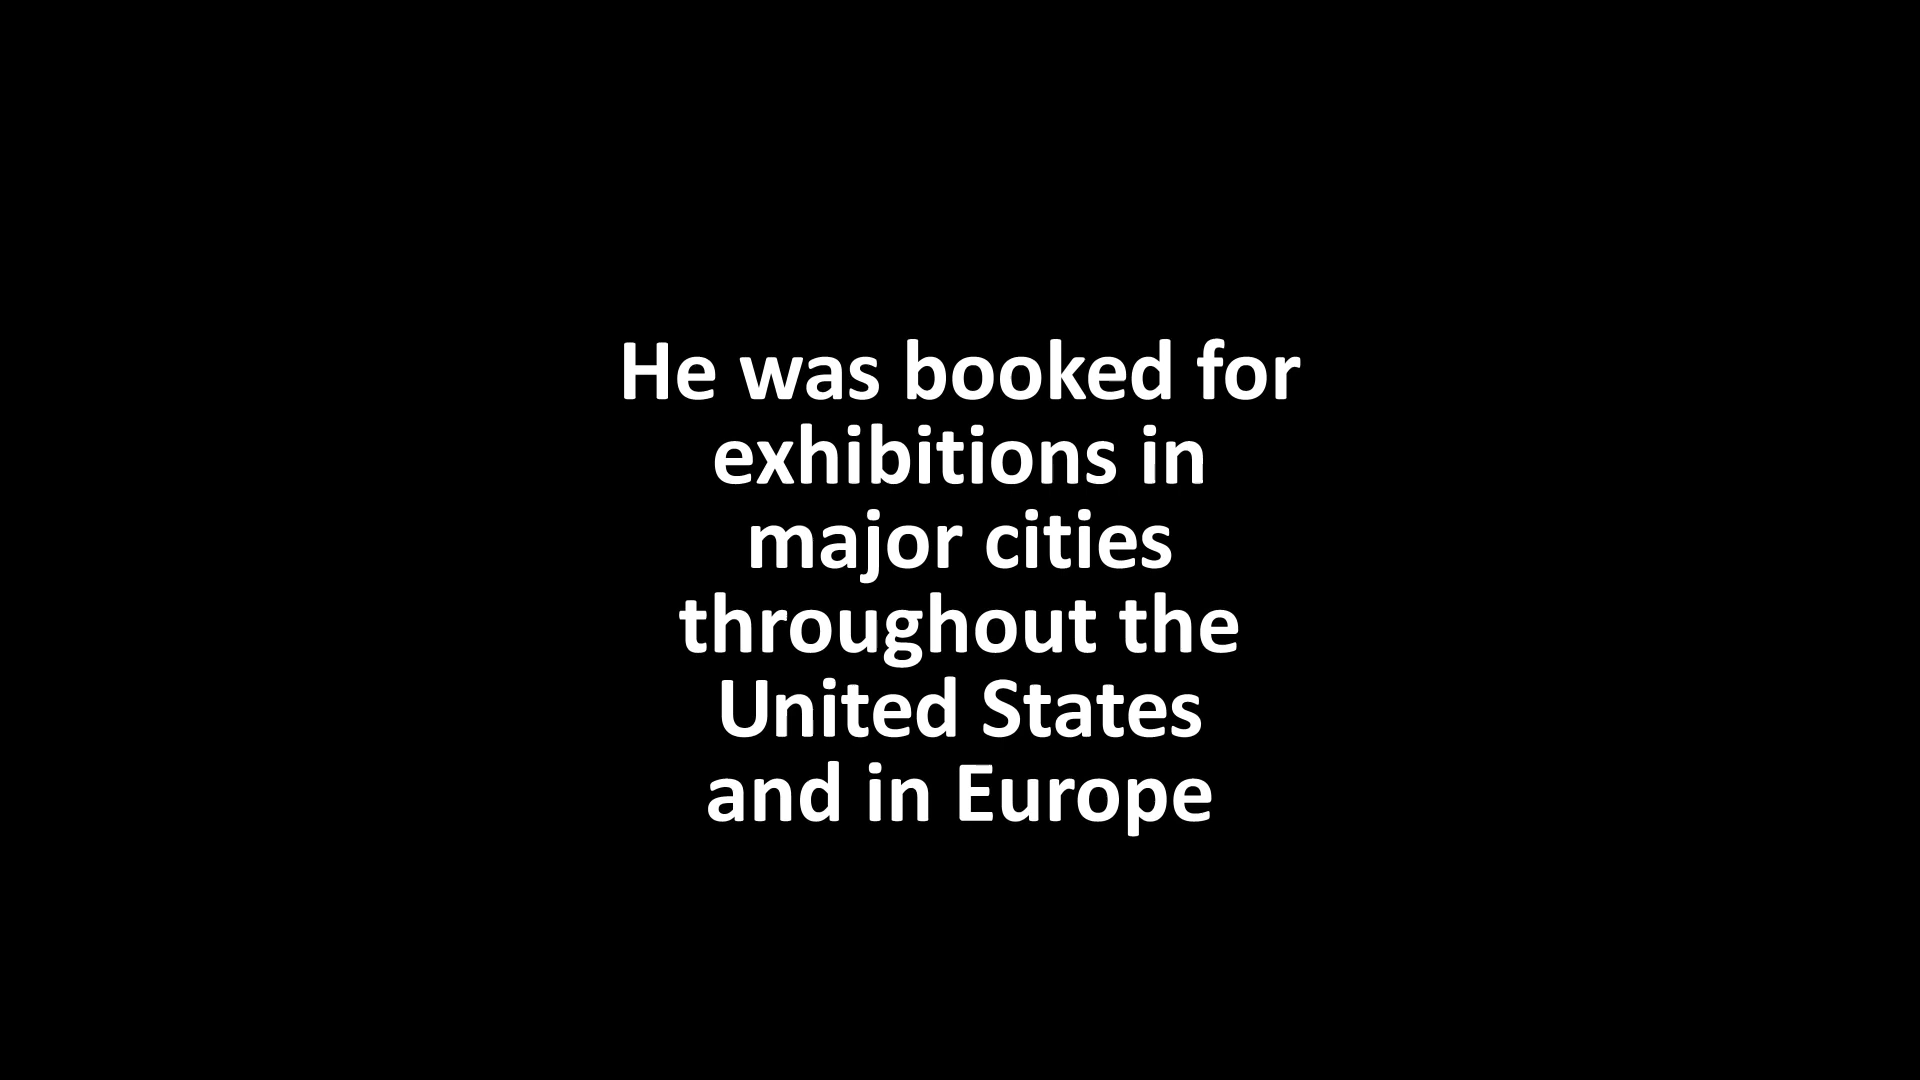 He was booked for
exhibitions in
major cities
throughout the
United States
and in Europe